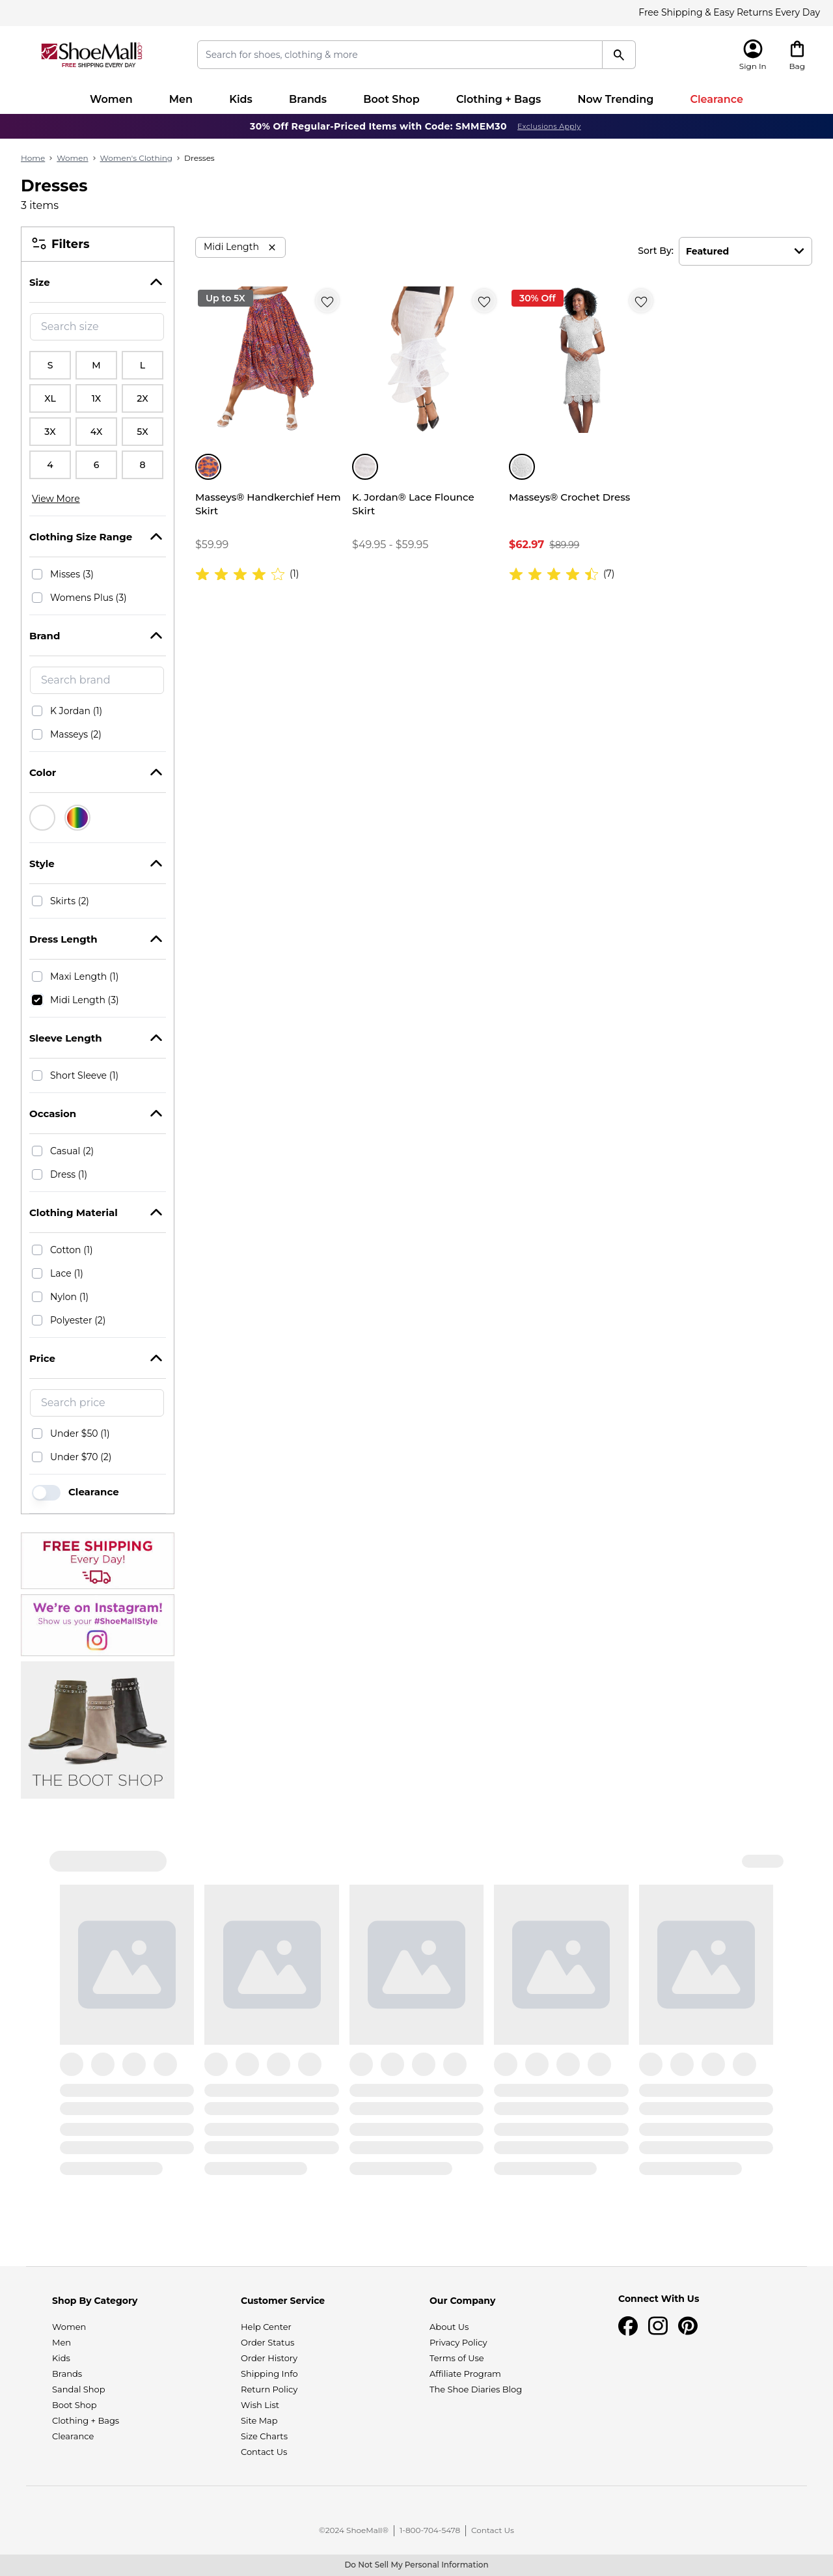 Free Shipping & Easy Returns Every Day
ShoeMall.com
FREE SHIPPING EVERY DAY
Search for shoes, clothing & more
Sign In
Bag
Women Men Kids Brands Boot Shop Clothing + Bags Now Trending Clearance
30% Off Regular-Priced Items with Code: SMMEM30 Exclusions Apply
Home > Women > Women's Clothing > Dresses
Dresses
3 items
Filters
Size
Search size
S M L
XL 1X 2X
3X 4X 5X
4 6 8
View More
Clothing Size Range
Misses (3)
Womens Plus (3)
Brand
Search brand
K Jordan (1)
Masseys (2)
Color
Style
Skirts (2)
Dress Length
Maxi Length (1)
Midi Length (3)
Sleeve Length
Short Sleeve (1)
Occasion
Casual (2)
Dress (1)
Clothing Material
Cotton (1)
Lace (1)
Nylon (1)
Polyester (2)
Price
Search price
Under $50 (1)
Under $70 (2)
Clearance
FREE SHIPPING
Every Day!
We're on Instagram!
Show us your #ShoeMallStyle
THE BOOT SHOP
Midi Length
Sort By: Featured
Up to 5X
Masseys® Handkerchief Hem
Skirt
$59.99
(1)
K. Jordan® Lace Flounce
Skirt
$49.95 - $59.95
30% Off
Masseys® Crochet Dress
$62.97 $89.99
(7)
Shop By Category
Women
Men
Kids
Brands
Sandal Shop
Boot Shop
Clothing + Bags
Clearance
Customer Service
Help Center
Order Status
Order History
Shipping Info
Return Policy
Wish List
Site Map
Size Charts
Contact Us
Our Company
About Us
Privacy Policy
Terms of Use
Affiliate Program
The Shoe Diaries Blog
Connect With Us
©2024 ShoeMall® | 1-800-704-5478 | Contact Us
Do Not Sell My Personal Information